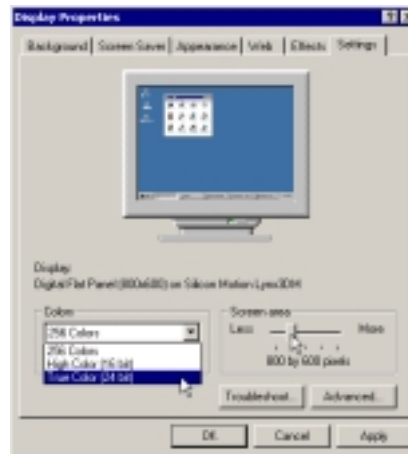 Display Properties
Background Screen Saver Appearance Web Effects Settings
Display:
Digital Flat Panel (800x600) on Silicon Motion Lynx3DM
Colors
256 Colors
256 Colors
High Color (16 bit)
True Color (24 bit)
Screen area
Less More
800 by 600 pixels
Troubleshoot... Advanced...
OK Cancel Apply